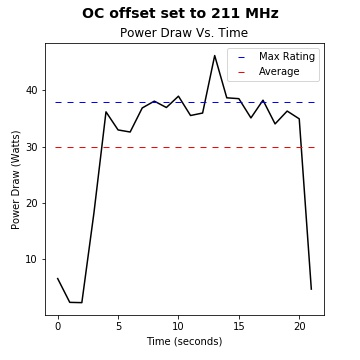 OC offset set to 211 MHz
Power Draw Vs. Time
Max Rating
Average
40
30
20
10
Power Draw (Watts)
0 5 10 15 20
Time (seconds)